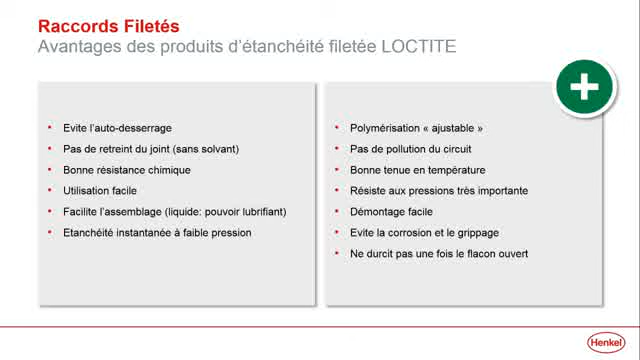 Raccords Filetés
Avantages des produits d'étanchéité filetée LOCTITE
• Evite l'auto-desserrage
• Pas de retreint du joint (sans solvant)
• Bonne résistance chimique
• Utilisation facile
• Facilite l'assemblage (liquide: pouvoir lubrifiant)
• Etanchéité instantanée à faible pression
• Polymérisation « ajustable »
• Pas de pollution du circuit
• Bonne tenue en température
• Résiste aux pressions très importante
• Démontage facile
• Evite la corrosion et le grippage
• Ne durcit pas une fois le flacon ouvert
Henkel